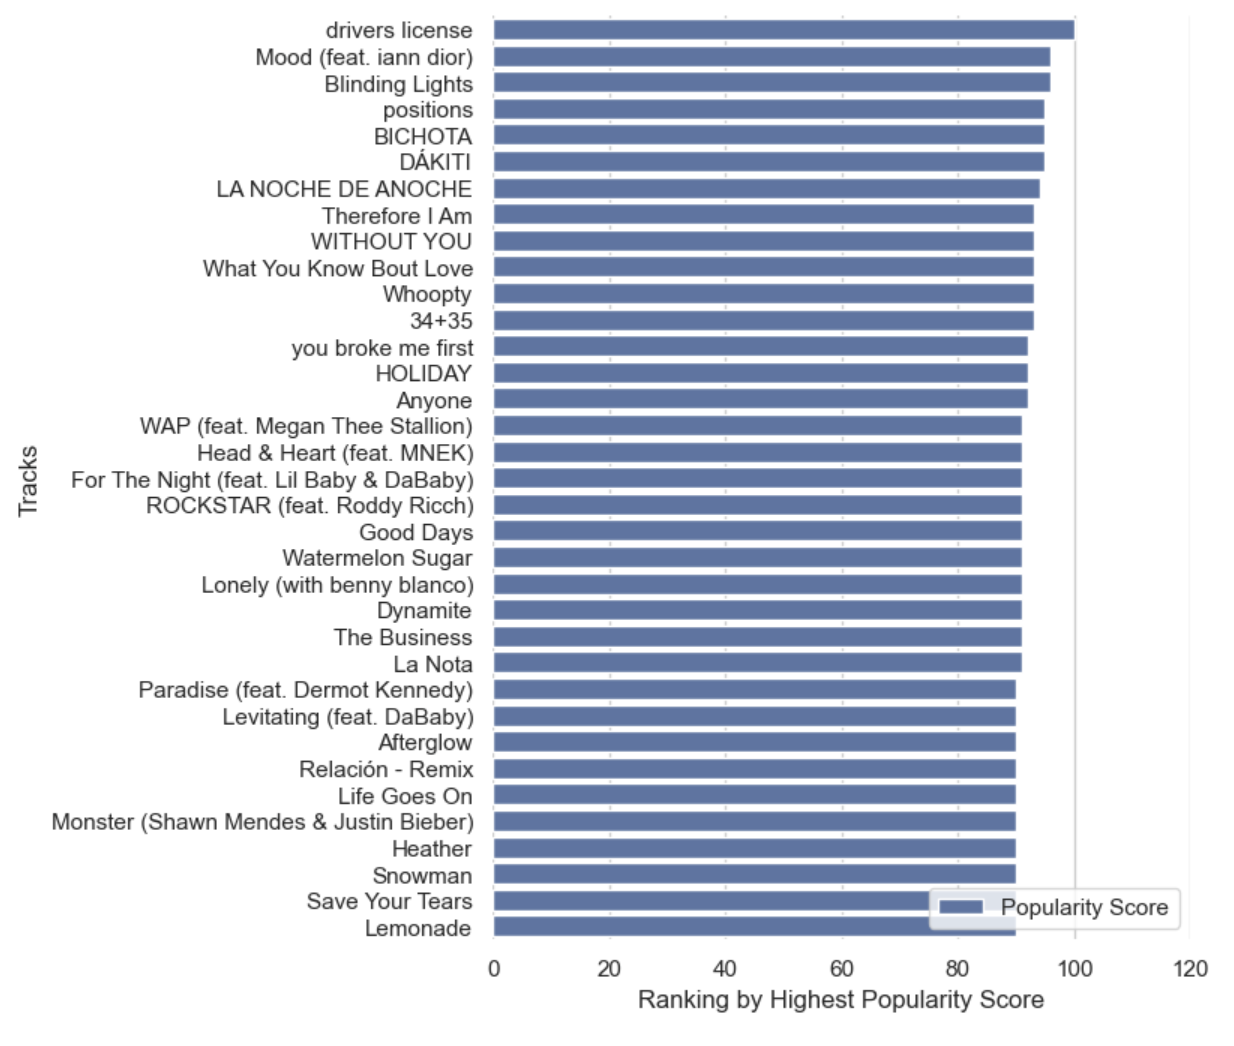 drivers license
Mood (feat. iann dior)
Blinding Lights
positions
BICHOTA
DÁKITI
LA NOCHE DE ANOCHE
Therefore I Am
WITHOUT YOU
What You Know Bout Love
Whoopty
34+35
you broke me first
HOLIDAY
Anyone
WAP (feat. Megan Thee Stallion)
Head & Heart (feat. MNEK)
For The Night (feat. Lil Baby & DaBaby)
ROCKSTAR (feat. Roddy Ricch)
Good Days
Watermelon Sugar
Lonely (with benny blanco)
Dynamite
The Business
La Nota
Paradise (feat. Dermot Kennedy)
Levitating (feat. DaBaby)
Afterglow
Relación - Remix
Life Goes On
Monster (Shawn Mendes & Justin Bieber)
Heather
Snowman
Save Your Tears
Lemonade
Tracks
Popularity Score
0 20 40 60 80 100 120
Ranking by Highest Popularity Score